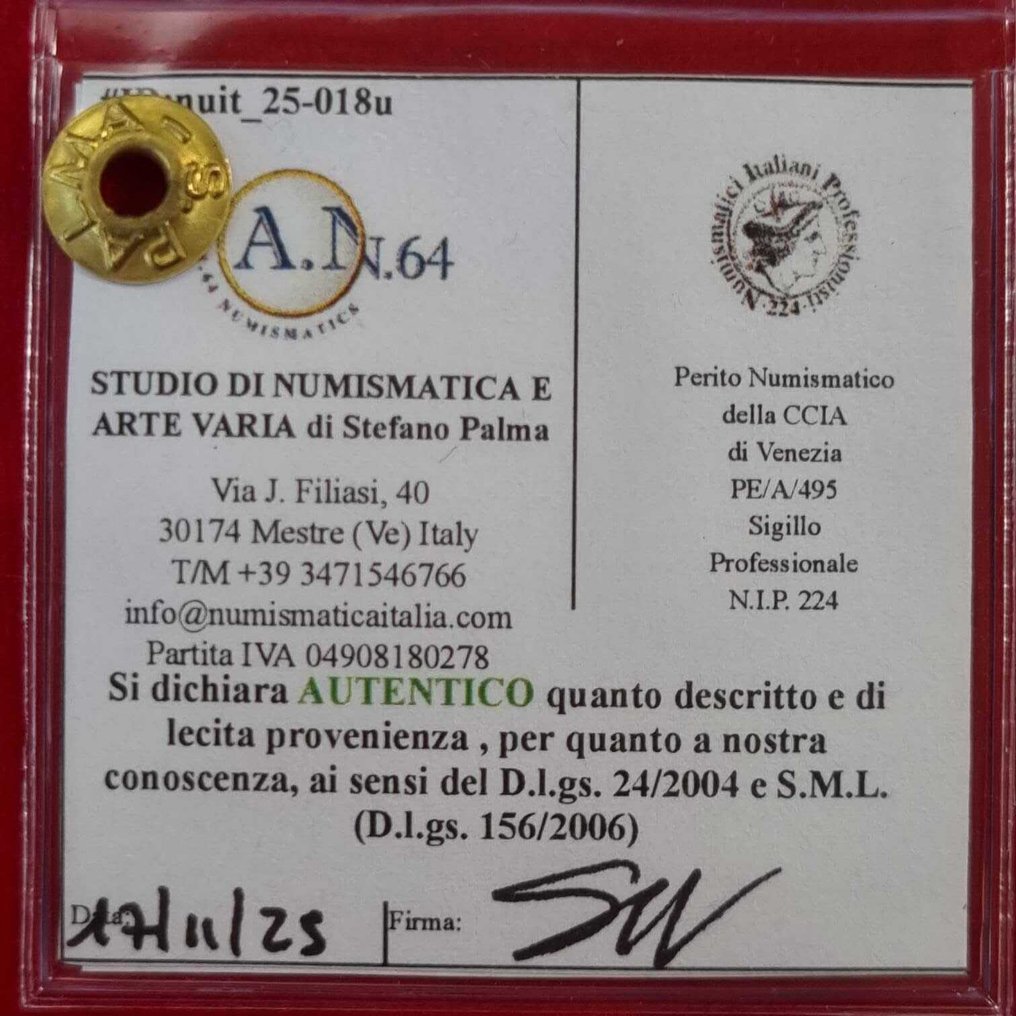 nuit_25-018u
S. PALMA -
A.N.64
.64 NUMISMATICS
STUDIO DI NUMISMATICA E
ARTE VARIA di Stefano Palma
Via J. Filiasi, 40
30174 Mestre (Ve) Italy
T/M +39 3471546766
info@numismaticaitalia.com
Partita IVA 04908180278
Numismatici Italiani Professionisti
N. 224
Perito Numismatico
della CCIA
di Venezia
PE/A/495
Sigillo
Professionale
N.I.P. 224
Si dichiara AUTENTICO quanto descritto e di
lecita provenienza , per quanto a nostra
conoscenza, ai sensi del D.l.gs. 24/2004 e S.M.L.
(D.l.gs. 156/2006)
Data: 17/11/25
Firma: